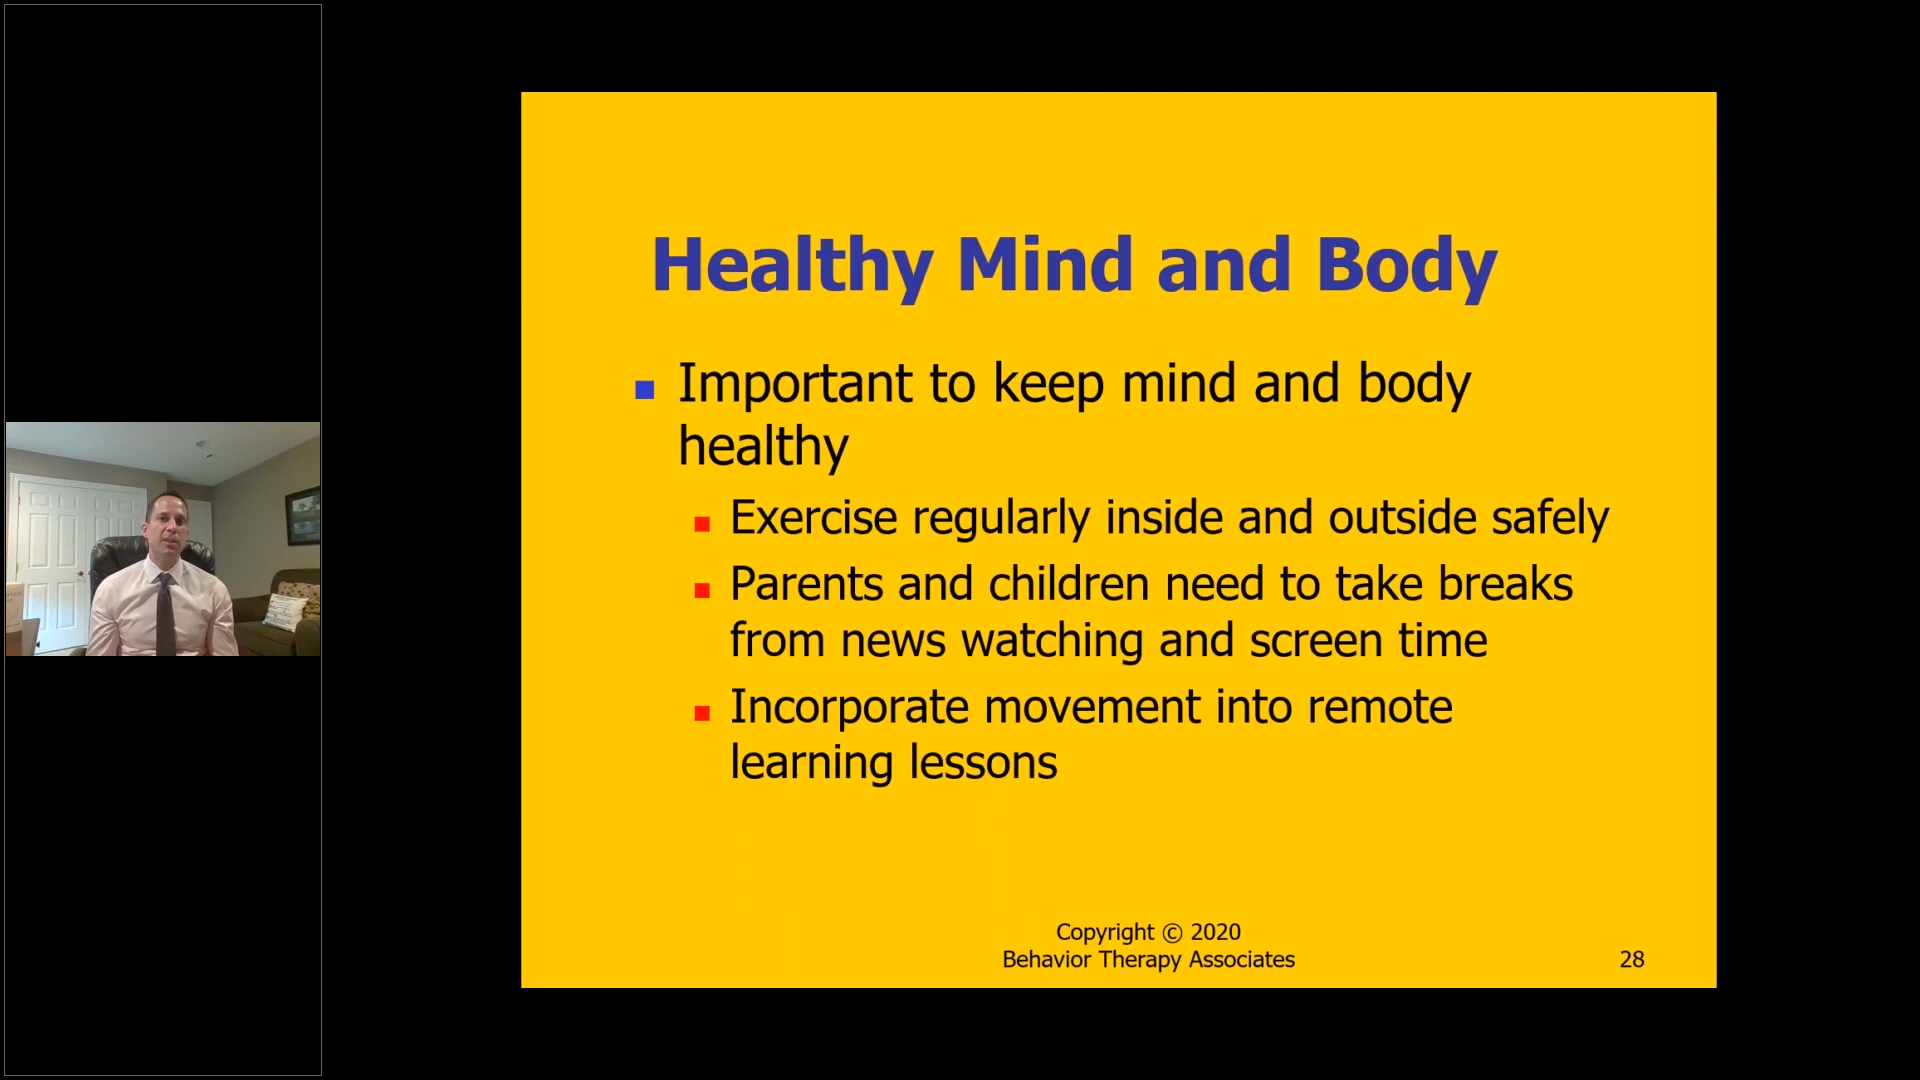 Healthy Mind and Body
Important to keep mind and body
healthy
Exercise regularly inside and outside safely
Parents and children need to take breaks
from news watching and screen time
Incorporate movement into remote
learning lessons
Copyright © 2020
Behavior Therapy Associates
28